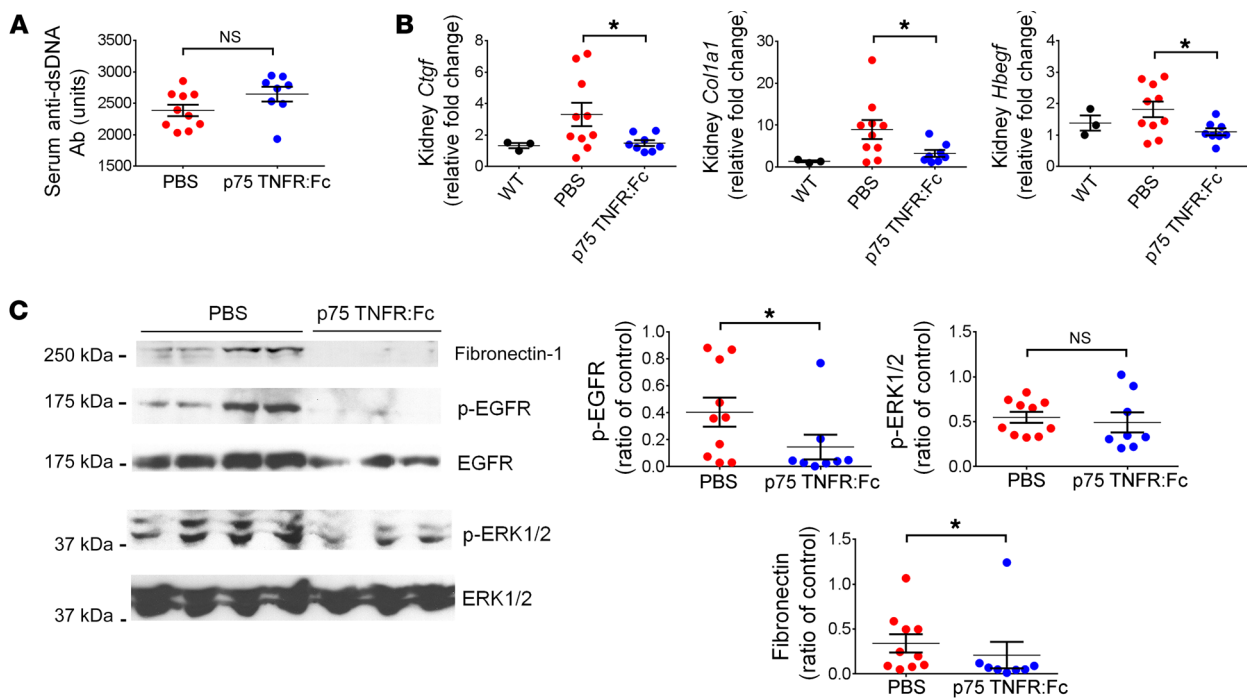 A
Serum anti-dsDNA
Ab (units)
3500
3000
2500
2000
1500
NS
PBS
p75 TNFR:Fc
B
Kidney Ctgf
(relative fold change)
8
6
4
2
0
*
WT
PBS
p75 TNFR:Fc
Kidney Col1a1
(relative fold change)
30
20
10
0
*
WT
PBS
p75 TNFR:Fc
Kidney Hbegf
(relative fold change)
4
3
2
1
0
*
WT
PBS
p75 TNFR:Fc
C
PBS
p75 TNFR:Fc
250 kDa
Fibronectin-1
175 kDa
p-EGFR
175 kDa
EGFR
37 kDa
p-ERK1/2
37 kDa
ERK1/2
p-EGFR
(ratio of control)
1.0
0.8
0.6
0.4
0.2
0.0
*
PBS
p75 TNFR:Fc
p-ERK1/2
(ratio of control)
1.5
1.0
0.5
0.0
NS
PBS
p75 TNFR:Fc
Fibronectin
(ratio of control)
1.5
1.0
0.5
0.0
*
PBS
p75 TNFR:Fc